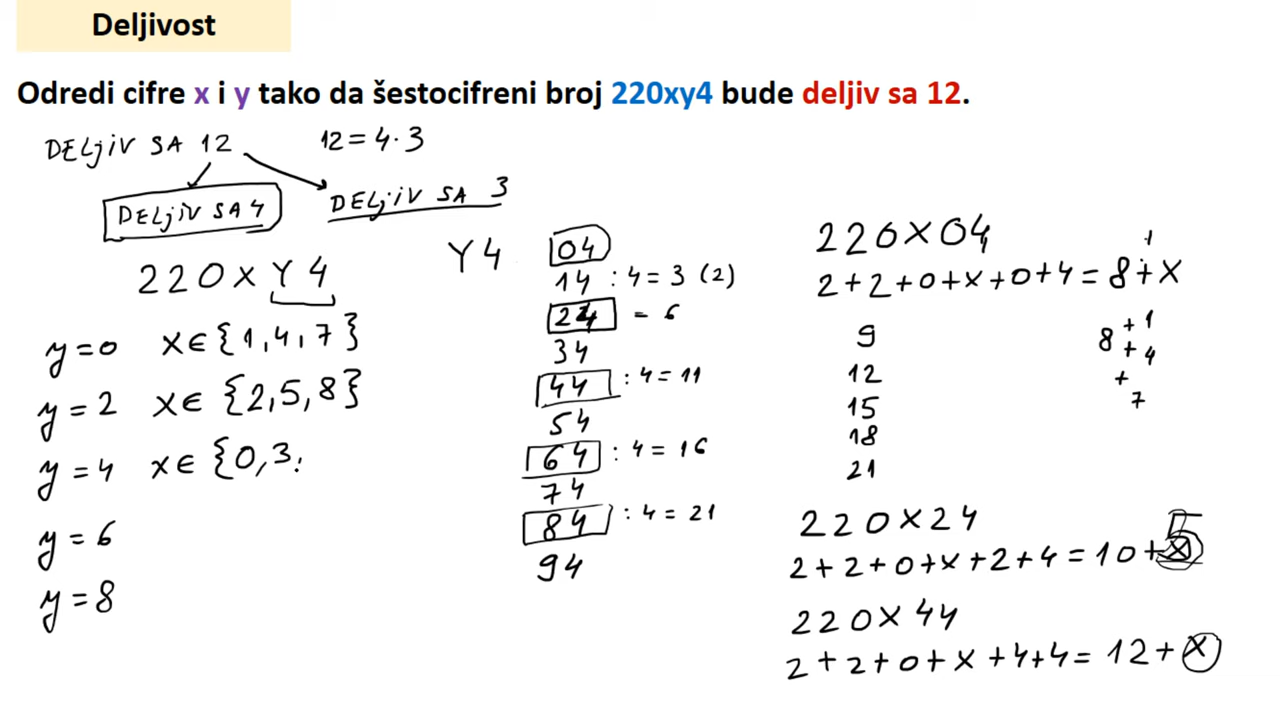 Deljivost
Odredi cifre x i y tako da šestocifreni broj 220xy4 bude deljiv sa 12.
DELjiV SA 12
12 = 4 · 3
DELjiV SA 4
DELjiV SA 3
220XY4
y=0 x∈{1,4,7}
y=2 x∈{2,5,8}
y=4 x∈{0,3,
y=6
y=8
Y4
04
14 : 4 = 3 (2)
24 = 6
34
44 : 4 = 11
54
64 : 4 = 16
74
84 : 4 = 21
94
220X04
2+2+0+x+0+4=8+X
9
12
15
18
21
8 +1
+4
+
7
220X24
2+2+0+x+2+4=10+5
220X44
2+2+0+x+4+4=12+x